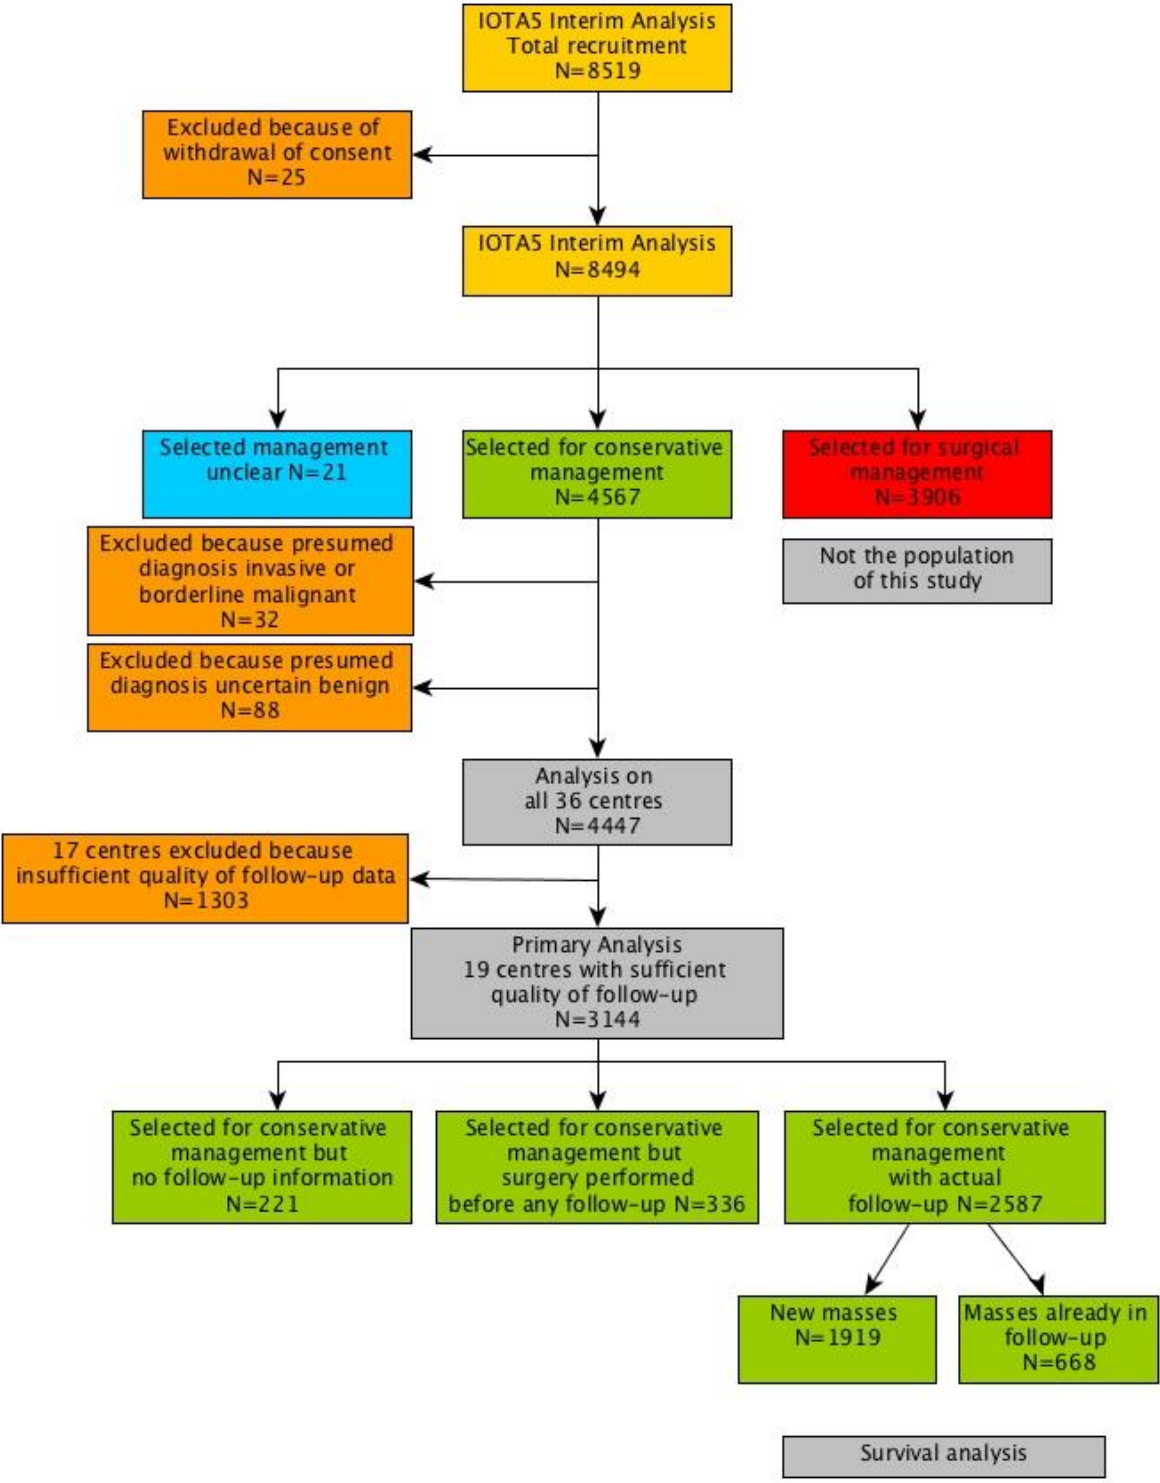 IOTA5 Interim Analysis
Total recruitment
N=8519
Excluded because of
withdrawal of consent
N=25
IOTA5 Interim Analysis
N=8494
Selected management
unclear N=21
Selected for conservative
management
N=4567
Selected for surgical
management
N=3906
Not the population
of this study
Excluded because presumed
diagnosis invasive or
borderline malignant
N=32
Excluded because presumed
diagnosis uncertain benign
N=88
Analysis on
all 36 centres
N=4447
17 centres excluded because
insufficient quality of follow-up data
N=1303
Primary Analysis
19 centres with sufficient
quality of follow-up
N=3144
Selected for conservative
management but
no follow-up information
N=221
Selected for conservative
management but
surgery performed
before any follow-up N=336
Selected for conservative
management
with actual
follow-up N=2587
New masses
N=1919
Masses already in
follow-up
N=668
Survival analysis